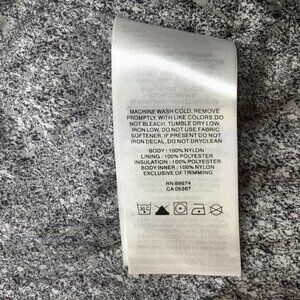 MACHINE WASH COLD, REMOVE
PROMPTLY, WITH LIKE COLORS, DO
NOT BLEACH, TUMBLE DRY LOW,
IRON LOW, DO NOT USE FABRIC
SOFTENER, IF PRESENT DO NOT
IRON DECAL, DO NOT DRYCLEAN
BODY : 100% NYLON
LINING : 100% POLYESTER
INSULATION : 100% POLYESTER
BODY INNER : 100% NYLON
EXCLUSIVE OF TRIMMING
RN 89674
CA 05367